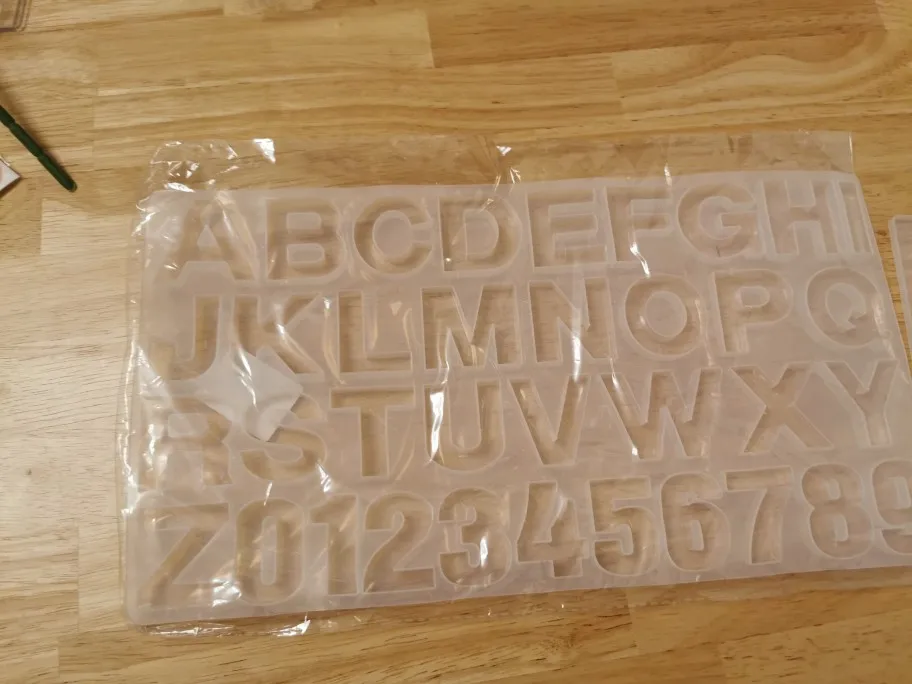 ABCDEFGHI
JKLMNOPQ
RSTUVWXY
Z0123456789